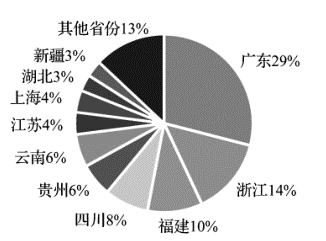 其他省份13%
广东29%
新疆3%
湖北3%
上海4%
江苏4%
云南6%
贵州6%
浙江14%
四川8%
福建10%